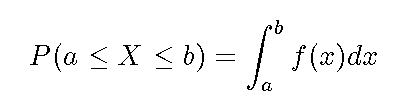 P(a ≤ X ≤ b) = ∫_a^b f(x)dx